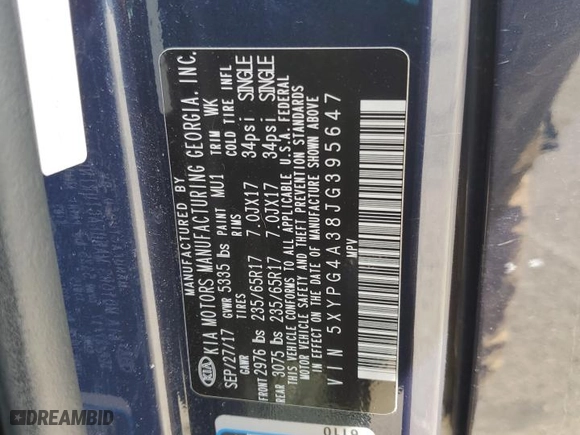 MANUFACTURED BY
KIA KIA MOTORS MANUFACTURING GEORGIA, INC.
SEP/27/17 GVWR 5335 lbs PAINT MU1 TRIM WK
GAWR TIRES RIMS COLD TIRE INFL
FRONT 2976 lbs 235/65R17 7.0JX17 34psi SINGLE
REAR 3075 lbs 235/65R17 7.0JX17 34psi SINGLE
THIS VEHICLE CONFORMS TO ALL APPLICABLE U.S.A. FEDERAL
MOTOR VEHICLE SAFETY AND THEFT PREVENTION STANDARDS
IN EFFECT ON THE DATE OF MANUFACTURE SHOWN ABOVE
VIN 5XYPG4A38JG395647
MPV
8110
DREAMBID